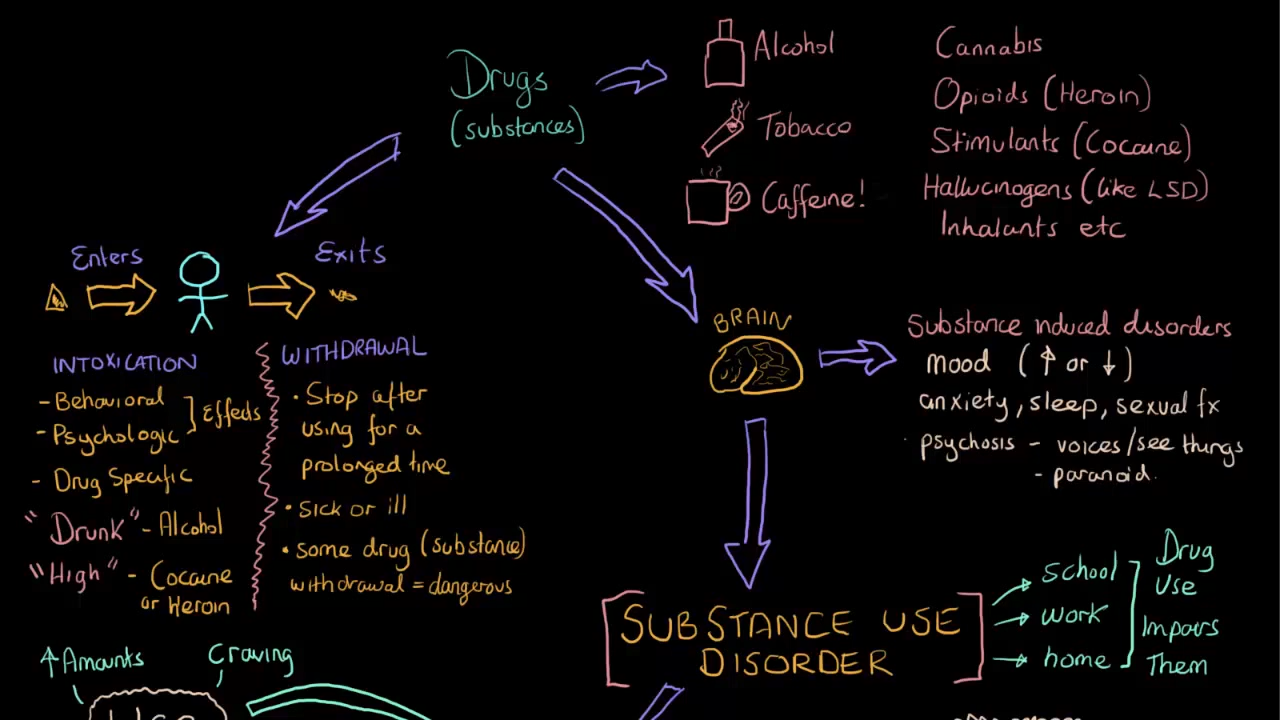 Drugs
(substances)
Alcohol
Tobacco
Caffeine!
Cannabis
Opioids (Heroin)
Stimulants (Cocaine)
Hallucinogens (like LSD)
Inhalants etc
Enters
Exits
INTOXICATION
- Behavioral
- Psychologic
Effects
- Drug Specific
"Drunk" - Alcohol
"High" - Cocaine
or Heroin
WITHDRAWAL
• Stop after
using for a
prolonged time
• Sick or ill
• Some drug (substance)
withdrawal = dangerous
BRAIN
Substance induced disorders
mood (↑ or ↓)
anxiety, sleep, sexual fx
psychosis - voices/see things
- paranoid.
[SUBSTANCE USE
DISORDER]
School
work
home
Drug
Use
Impairs
Them
↑ Amounts
Craving
Use